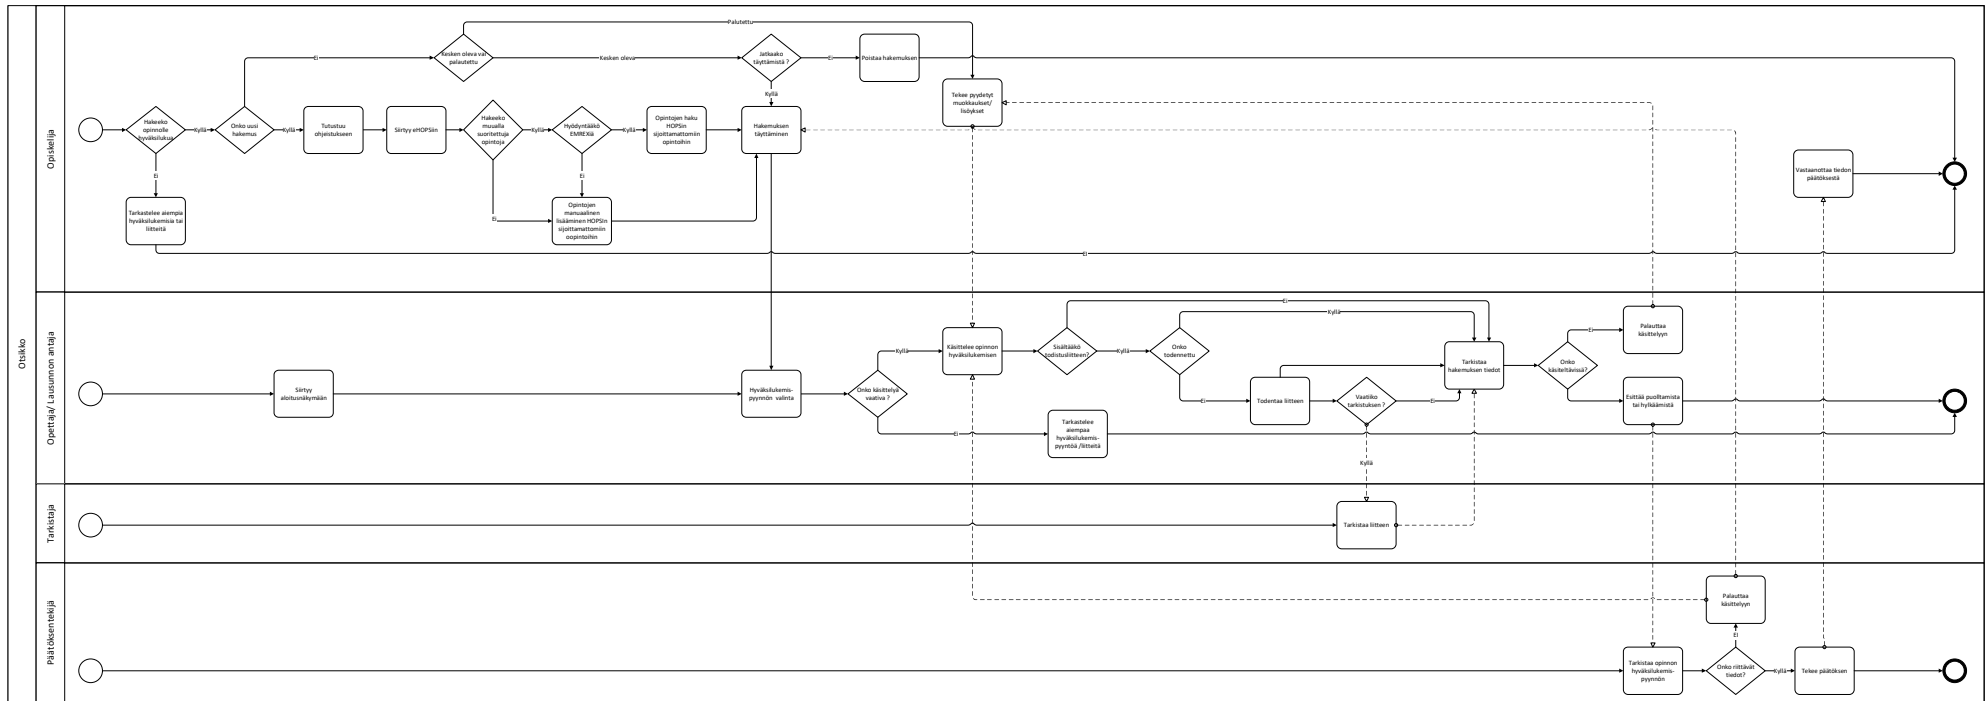 Otsikko
Opiskelija
Palutettu
Kesken oleva vai
palautettu
Kesken oleva
Jatkaako
täyttämistä ?
Ei
Poistaa hakemuksen
Ei
Kyllä
Hakeeko
opinnolle
hyväksilukua
Kyllä
Onko uusi
hakemus
Kyllä
Tutustuu
ohjeistukseen
Siirtyy eHOPSiin
Hakeeko
muualla
suoritettuja
opintoja
Kyllä
Hyödyntääkö
EMREXiä
Kyllä
Opintojen haku
HOPSin
sijoittamattomiin
opintoihin
Hakemuksen
täyttäminen
Tekee pyydetyt
muokkaukset/
lisäykset
Ei
Ei
Tarkastelee aiempia
hyväksilukemisia tai
liitteitä
Ei
Opintojen
manuaalinen
lisääminen HOPSin
sijoittamattomiin
oopintoihin
Vastaanottaa tiedon
päätöksestä
Ei
Opettaja/ Lausunnon antaja
Siirtyy
aloitusnäkymään
Hyväksilukemis-
pyynnön valinta
Onko käsittelyä
vaativa ?
Kyllä
Ei
Käsittelee opinnon
hyväksilukemisen
Tarkastelee
aiempaa
hyväksilukemis-
pyyntöä /liitteitä
Sisältääkö
todistusliitteen?
Ei
Kyllä
Onko
todennettu
Kyllä
Ei
Todentaa liitteen
Vaatiiko
tarkistuksen ?
Ei
Kyllä
Tarkistaa
hakemuksen tiedot
Onko
käsiteltävissä?
Ei
Palauttaa
käsittelyyn
Esittää puolltamista
tai hylkäämistä
Tarkistaja
Tarkistaa liitteen
Päätöksentekijä
Palauttaa
käsittelyyn
EI
Tarkistaa opinnon
hyväksilukemis-
pyynnön
Onko riittävät
tiedot?
Kyllä
Tekee päätöksen